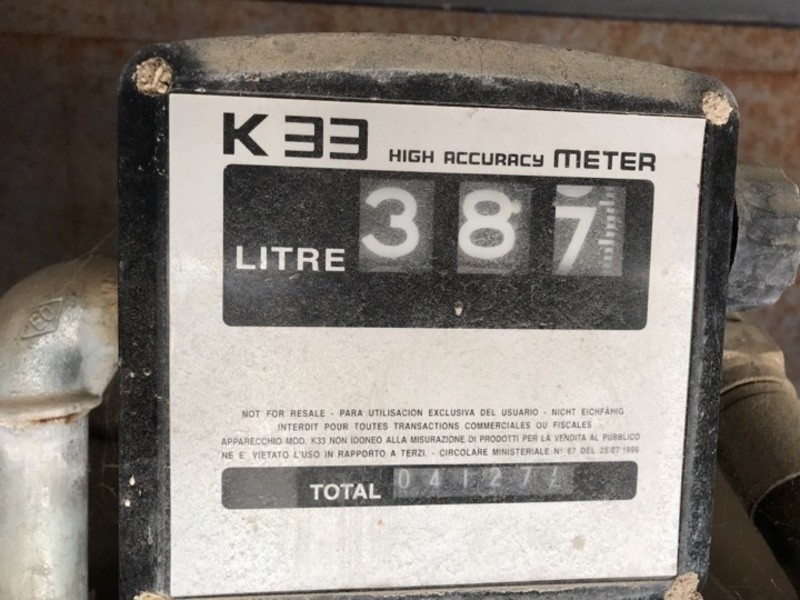 K33 HIGH ACCURACY METER
LITRE 387
NOT FOR RESALE - PARA UTILISACION EXCLUSIVA DEL USUARIO - NICHT EICHFÄHIG
INTERDIT POUR TOUTES TRANSACTIONS COMMERCIALES OU FISCALES
APPARECCHIO MOD. K33 NON IDONEO ALLA MISURAZIONE DI PRODOTTI PER LA VENDITA AL PUBBLICO
NE E' VIETATO L'USO IN RAPPORTO A TERZI. - CIRCOLARE MINISTERIALE N° 67 DEL 25/07/1996
TOTAL